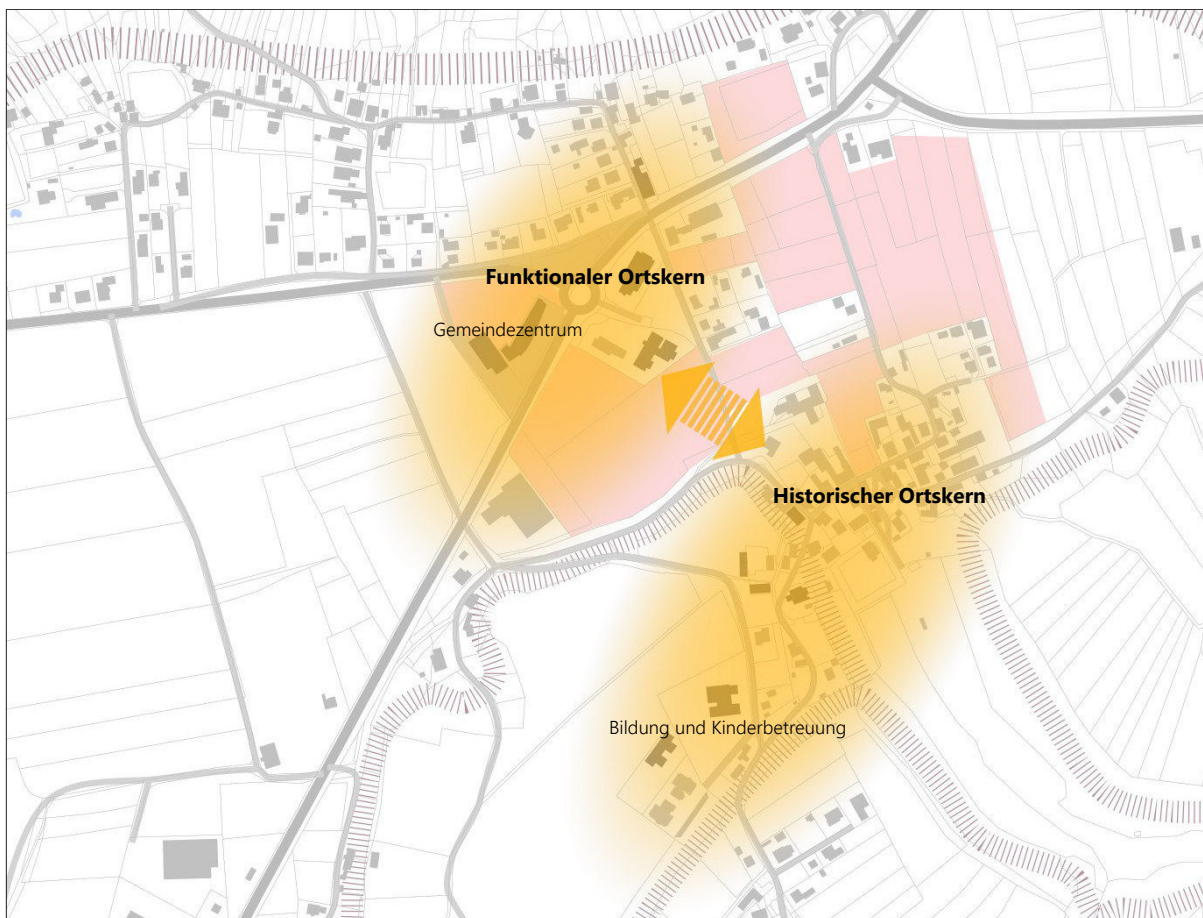 Funktionaler Ortskern
Gemeindezentrum
Historischer Ortskern
Bildung und Kinderbetreuung